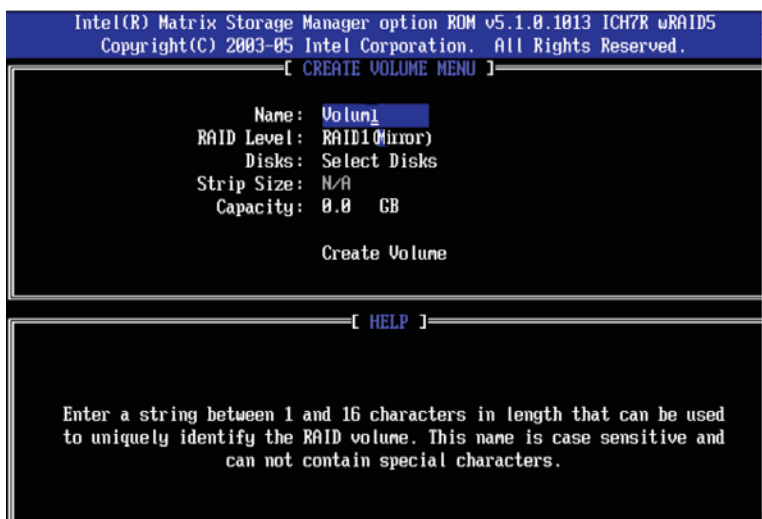 Intel(R) Matrix Storage Manager option ROM v5.1.0.1013 ICH7R wRAID5
Copyright(C) 2003-05 Intel Corporation. All Rights Reserved.
[ CREATE VOLUME MENU ]
Name: Volum1
RAID Level: RAID1(Mirror)
Disks: Select Disks
Strip Size: N/A
Capacity: 0.0 GB
Create Volume
[ HELP ]
Enter a string between 1 and 16 characters in length that can be used
to uniquely identify the RAID volume. This name is case sensitive and
can not contain special characters.